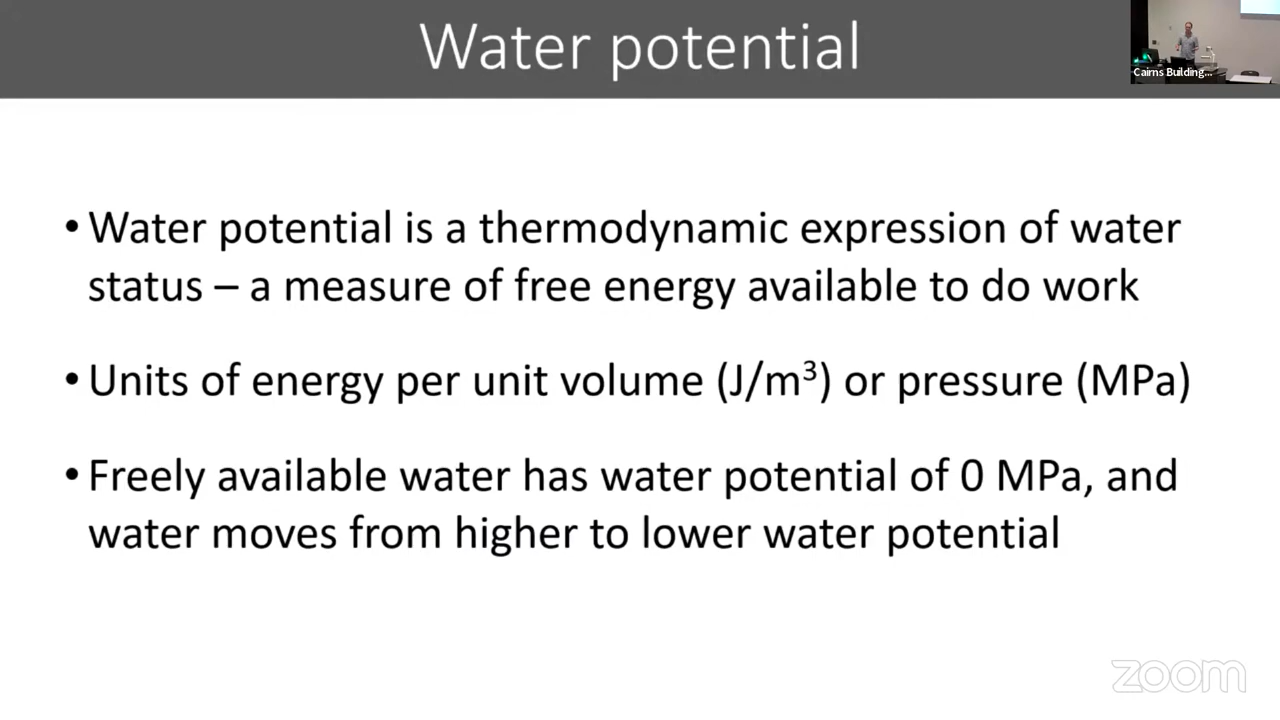 Water potential
Cairns Building...
• Water potential is a thermodynamic expression of water
status – a measure of free energy available to do work
• Units of energy per unit volume (J/m³) or pressure (MPa)
• Freely available water has water potential of 0 MPa, and
water moves from higher to lower water potential
zoom